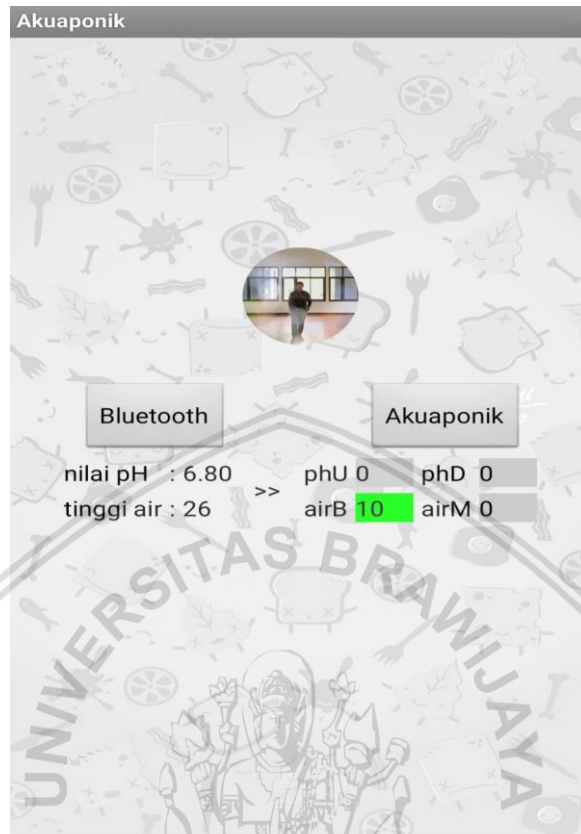 Akuaponik
Bluetooth Akuaponik
nilai pH : 6.80 >> phU 0 phD 0
tinggi air : 26 airB 10 airM 0
UNIVERSITAS BRAWIJAYA